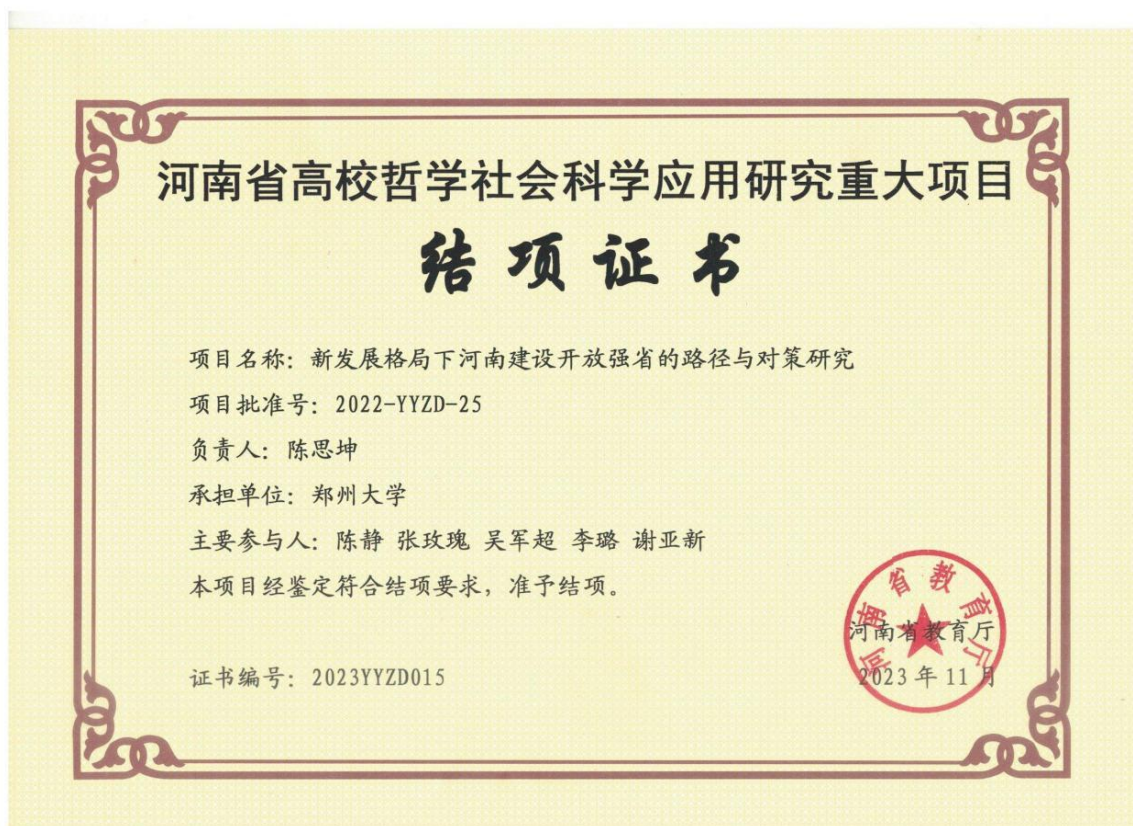 河南省高校哲学社会科学应用研究重大项目
结项证书
项目名称：新发展格局下河南建设开放强省的路径与对策研究
项目批准号：2022-YYZD-25
负责人：陈思坤
承担单位：郑州大学
主要参与人：陈静 张玫瑰 吴军超 李璐 谢亚新
本项目经鉴定符合结项要求，准予结项。
河南省教育厅
河南省教育厅
证书编号：2023YYZD015
2023年11月